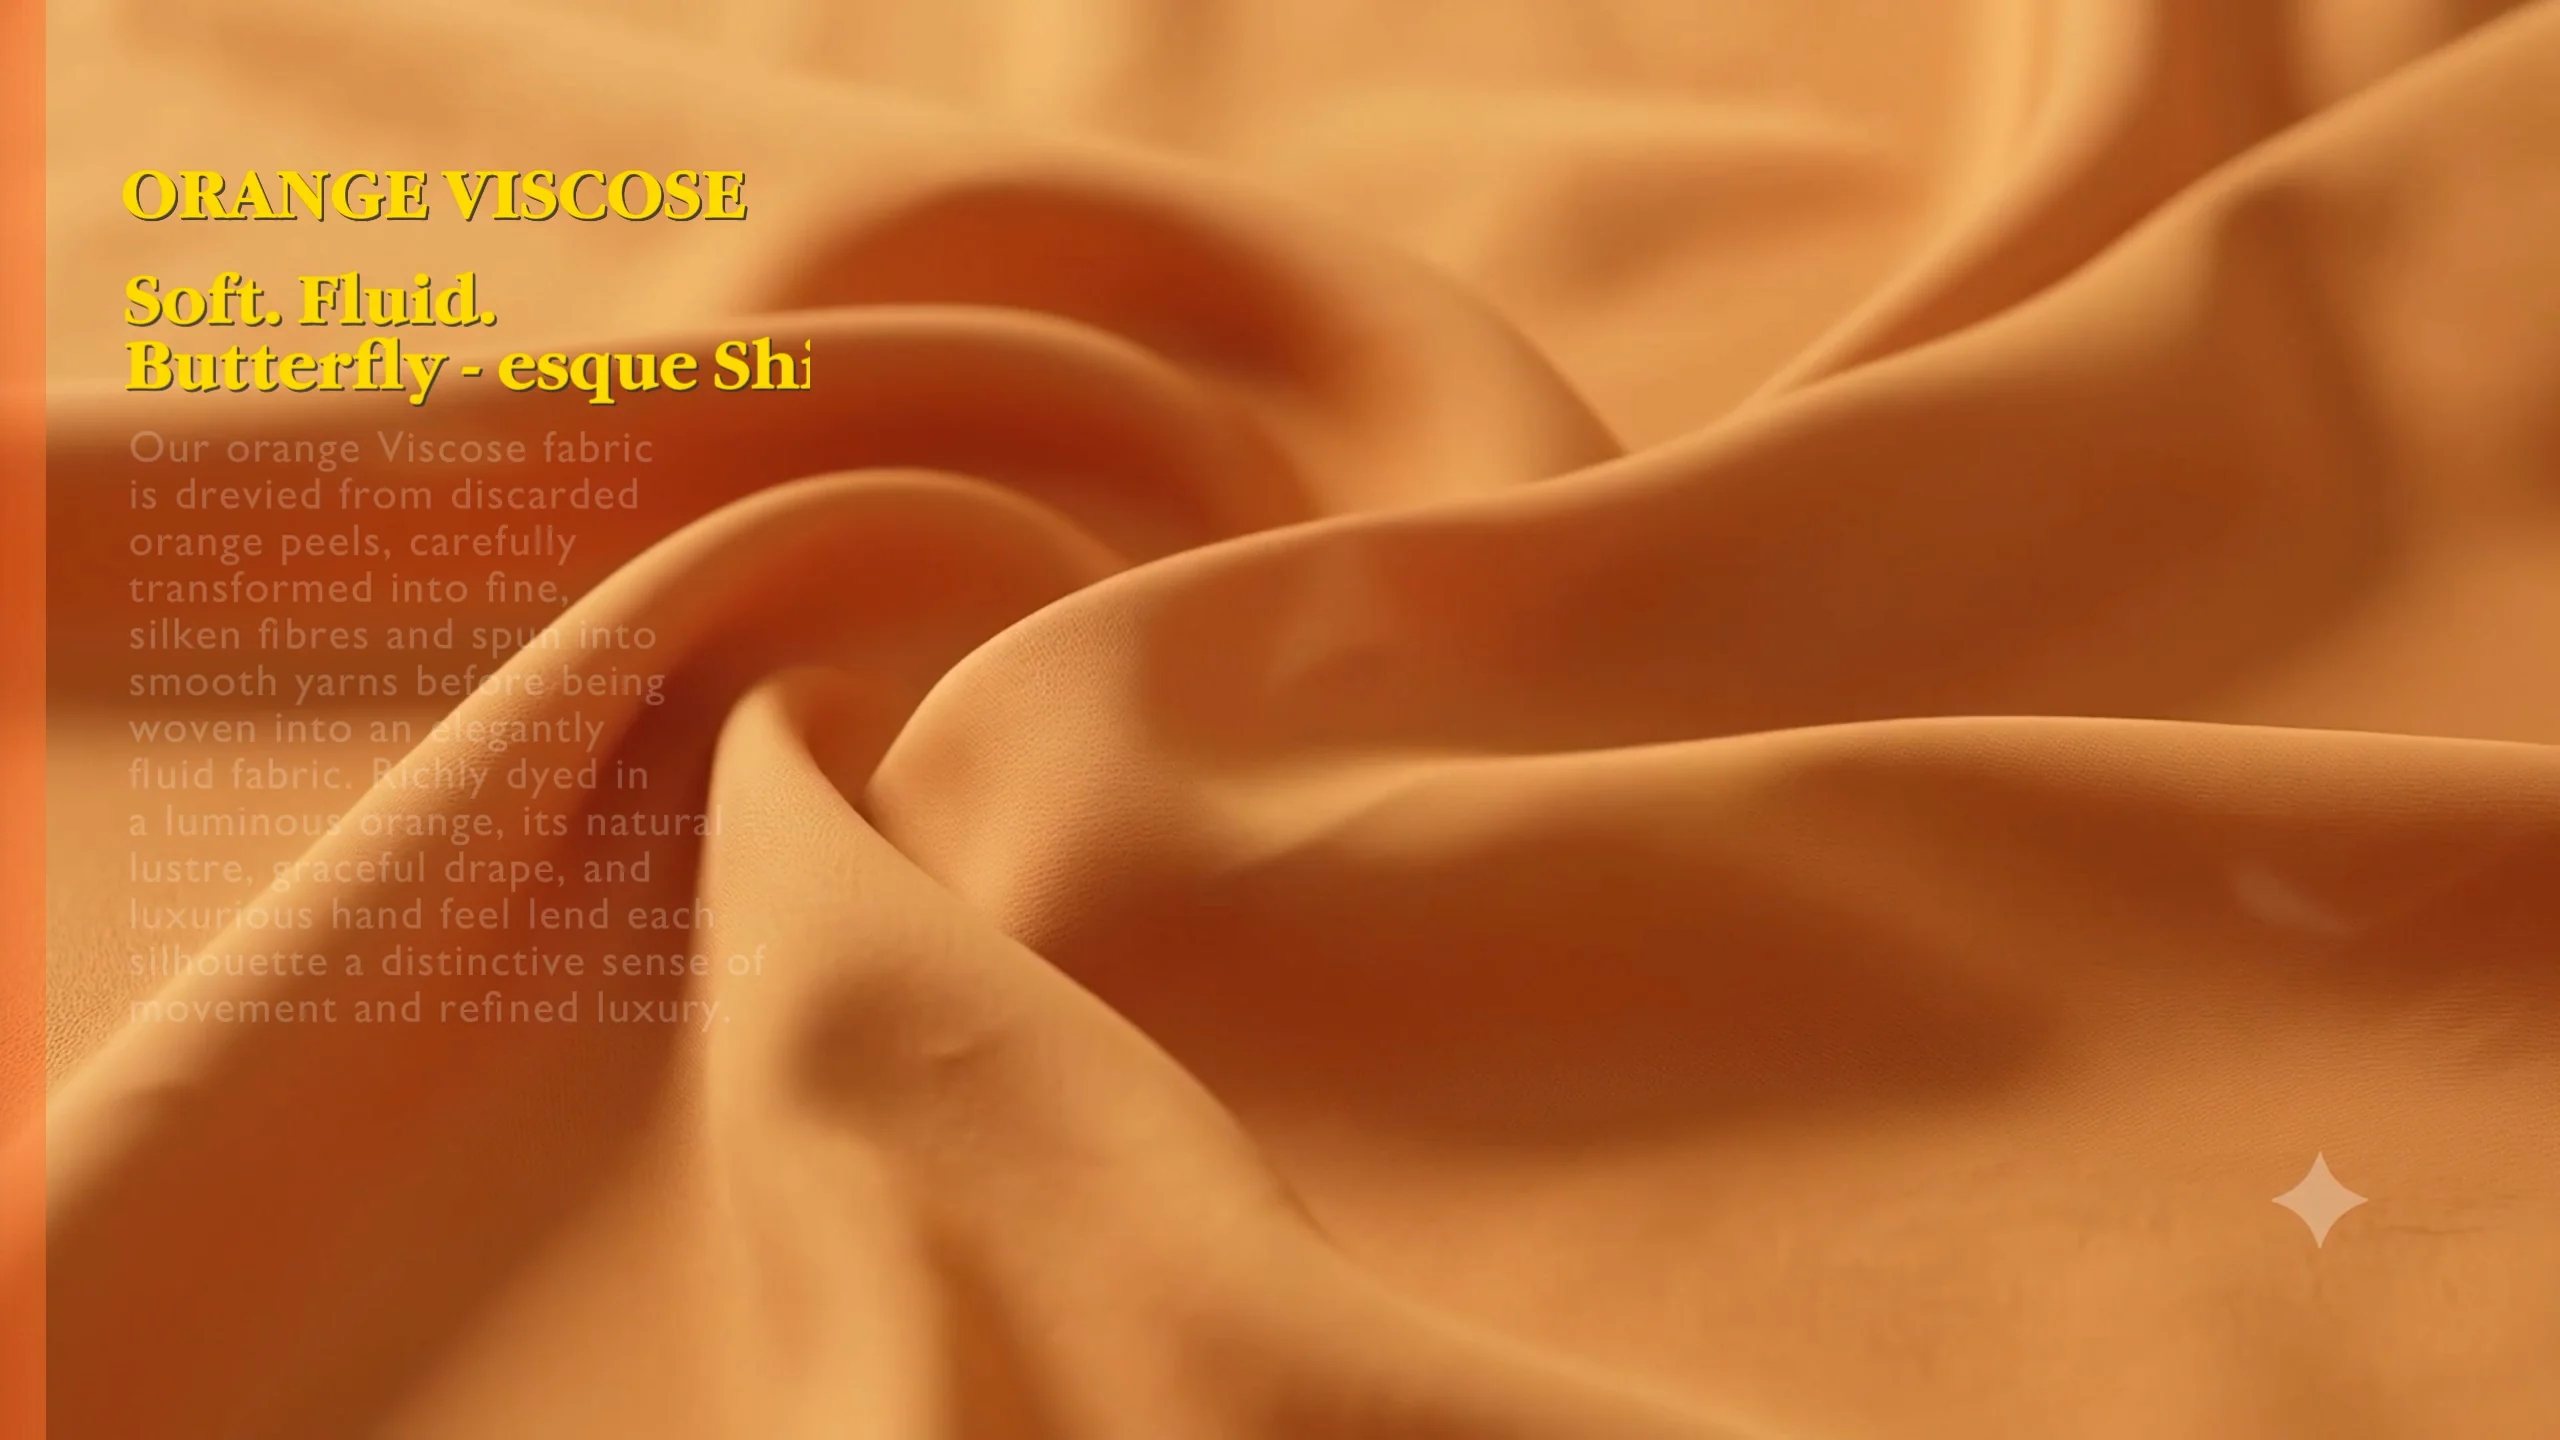 ORANGE VISCOSE
Soft. Fluid.
Butterfly - esque Shi
Our orange Viscose fabric
is drevied from discarded
orange peels, carefully
transformed into fine,
silken fibres and spun into
smooth yarns before being
woven into an elegantly
fluid fabric. Richly dyed in
a luminous orange, its natural
lustre, graceful drape, and
luxurious hand feel lend each
silhouette a distinctive sense of
movement and refined luxury.